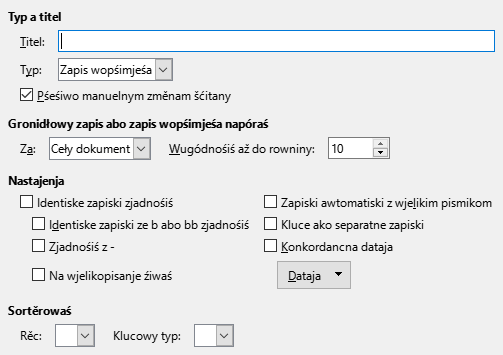 Typ a titel
Titel:
Typ: Zapis wopśimjeśa
Pśeśiwo manuelnym změnam šćitany
Gronidłowy zapis abo zapis wopśimjeśa napóraś
Za: Ceły dokument Wugódnośiś až do rowniny: 10
Nastajenja
Identiske zapiski zjadnośiś Zapiski awtomatiski z wjelikim pismikom
Identiske zapiski ze b abo bb zjadnośiś Kluce ako separatne zapiski
Zjadnośiś z - Konkordancna dataja
Na wjelikopisanje źiwaś Dataja
Sortěrowaś
Rěc: Klucowy typ: